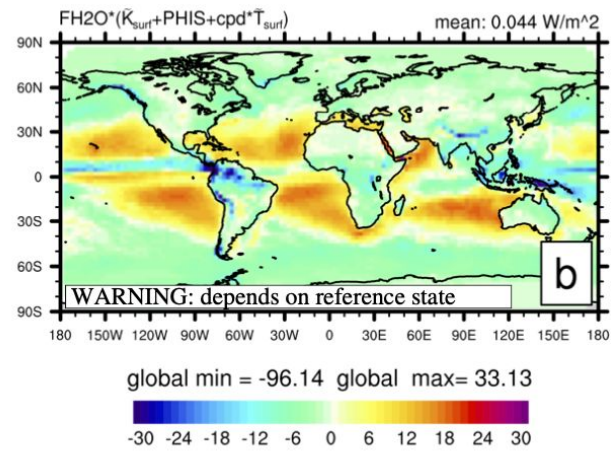 FH2O*(K̃surf+PHIS+cpd*T̃surf) mean: 0.044 W/m^2
90N
60N
30N
0
30S
60S
90S
b
WARNING: depends on reference state
180 150W 120W 90W 60W 30W 0 30E 60E 90E 120E 150E 180
global min = -96.14 global max= 33.13
-30 -24 -18 -12 -6 0 6 12 18 24 30